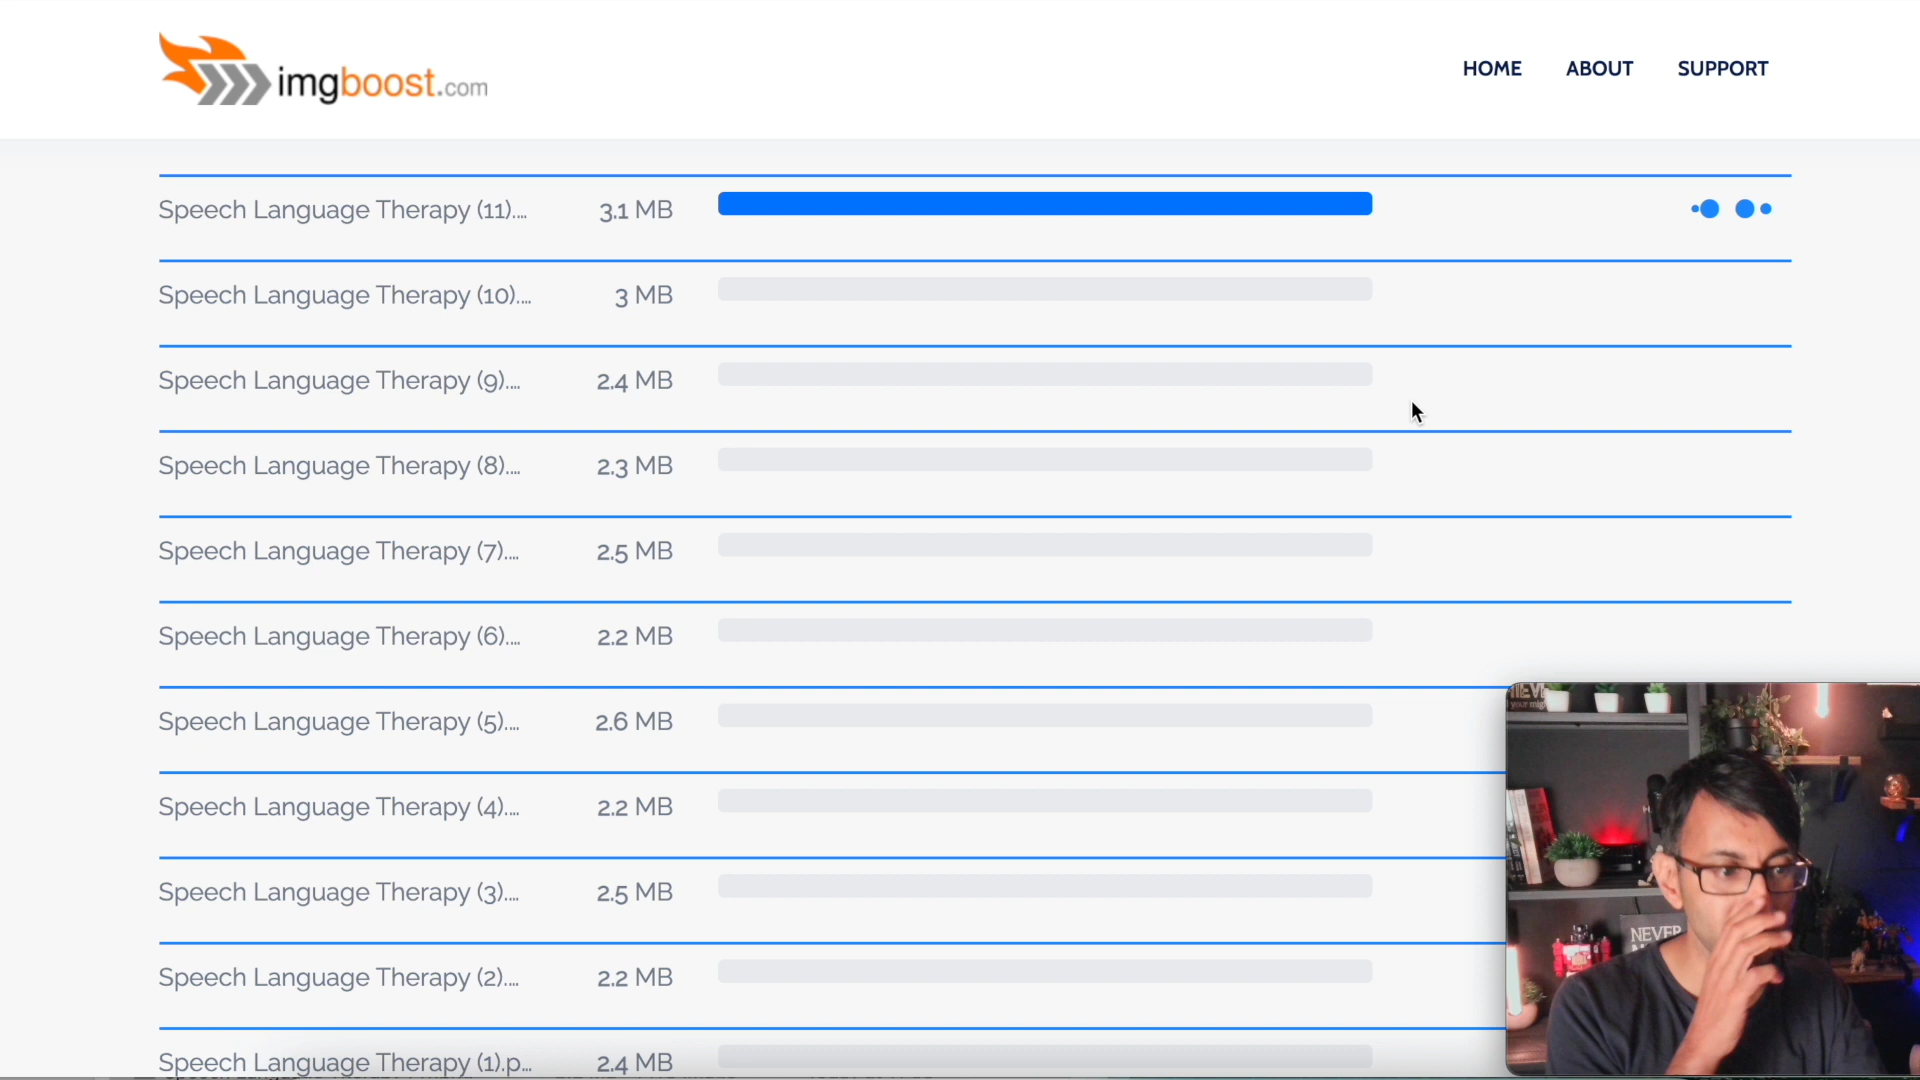 imgboost.com
HOME ABOUT SUPPORT
Speech Language Therapy (11).... 3.1 MB
Speech Language Therapy (10).... 3 MB
Speech Language Therapy (9).... 2.4 MB
Speech Language Therapy (8).... 2.3 MB
Speech Language Therapy (7).... 2.5 MB
Speech Language Therapy (6).... 2.2 MB
Speech Language Therapy (5).... 2.6 MB
Speech Language Therapy (4).... 2.2 MB
Speech Language Therapy (3).... 2.5 MB
Speech Language Therapy (2).... 2.2 MB
Speech Language Therapy (1).p... 2.4 MB
NEVER